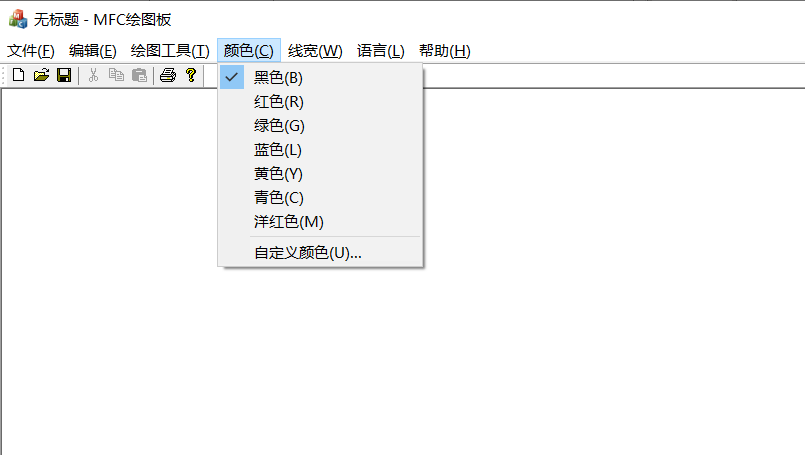 无标题 - MFC绘图板
文件(F) 编辑(E) 绘图工具(T) 颜色(C) 线宽(W) 语言(L) 帮助(H)
黑色(B)
红色(R)
绿色(G)
蓝色(L)
黄色(Y)
青色(C)
洋红色(M)
自定义颜色(U)...